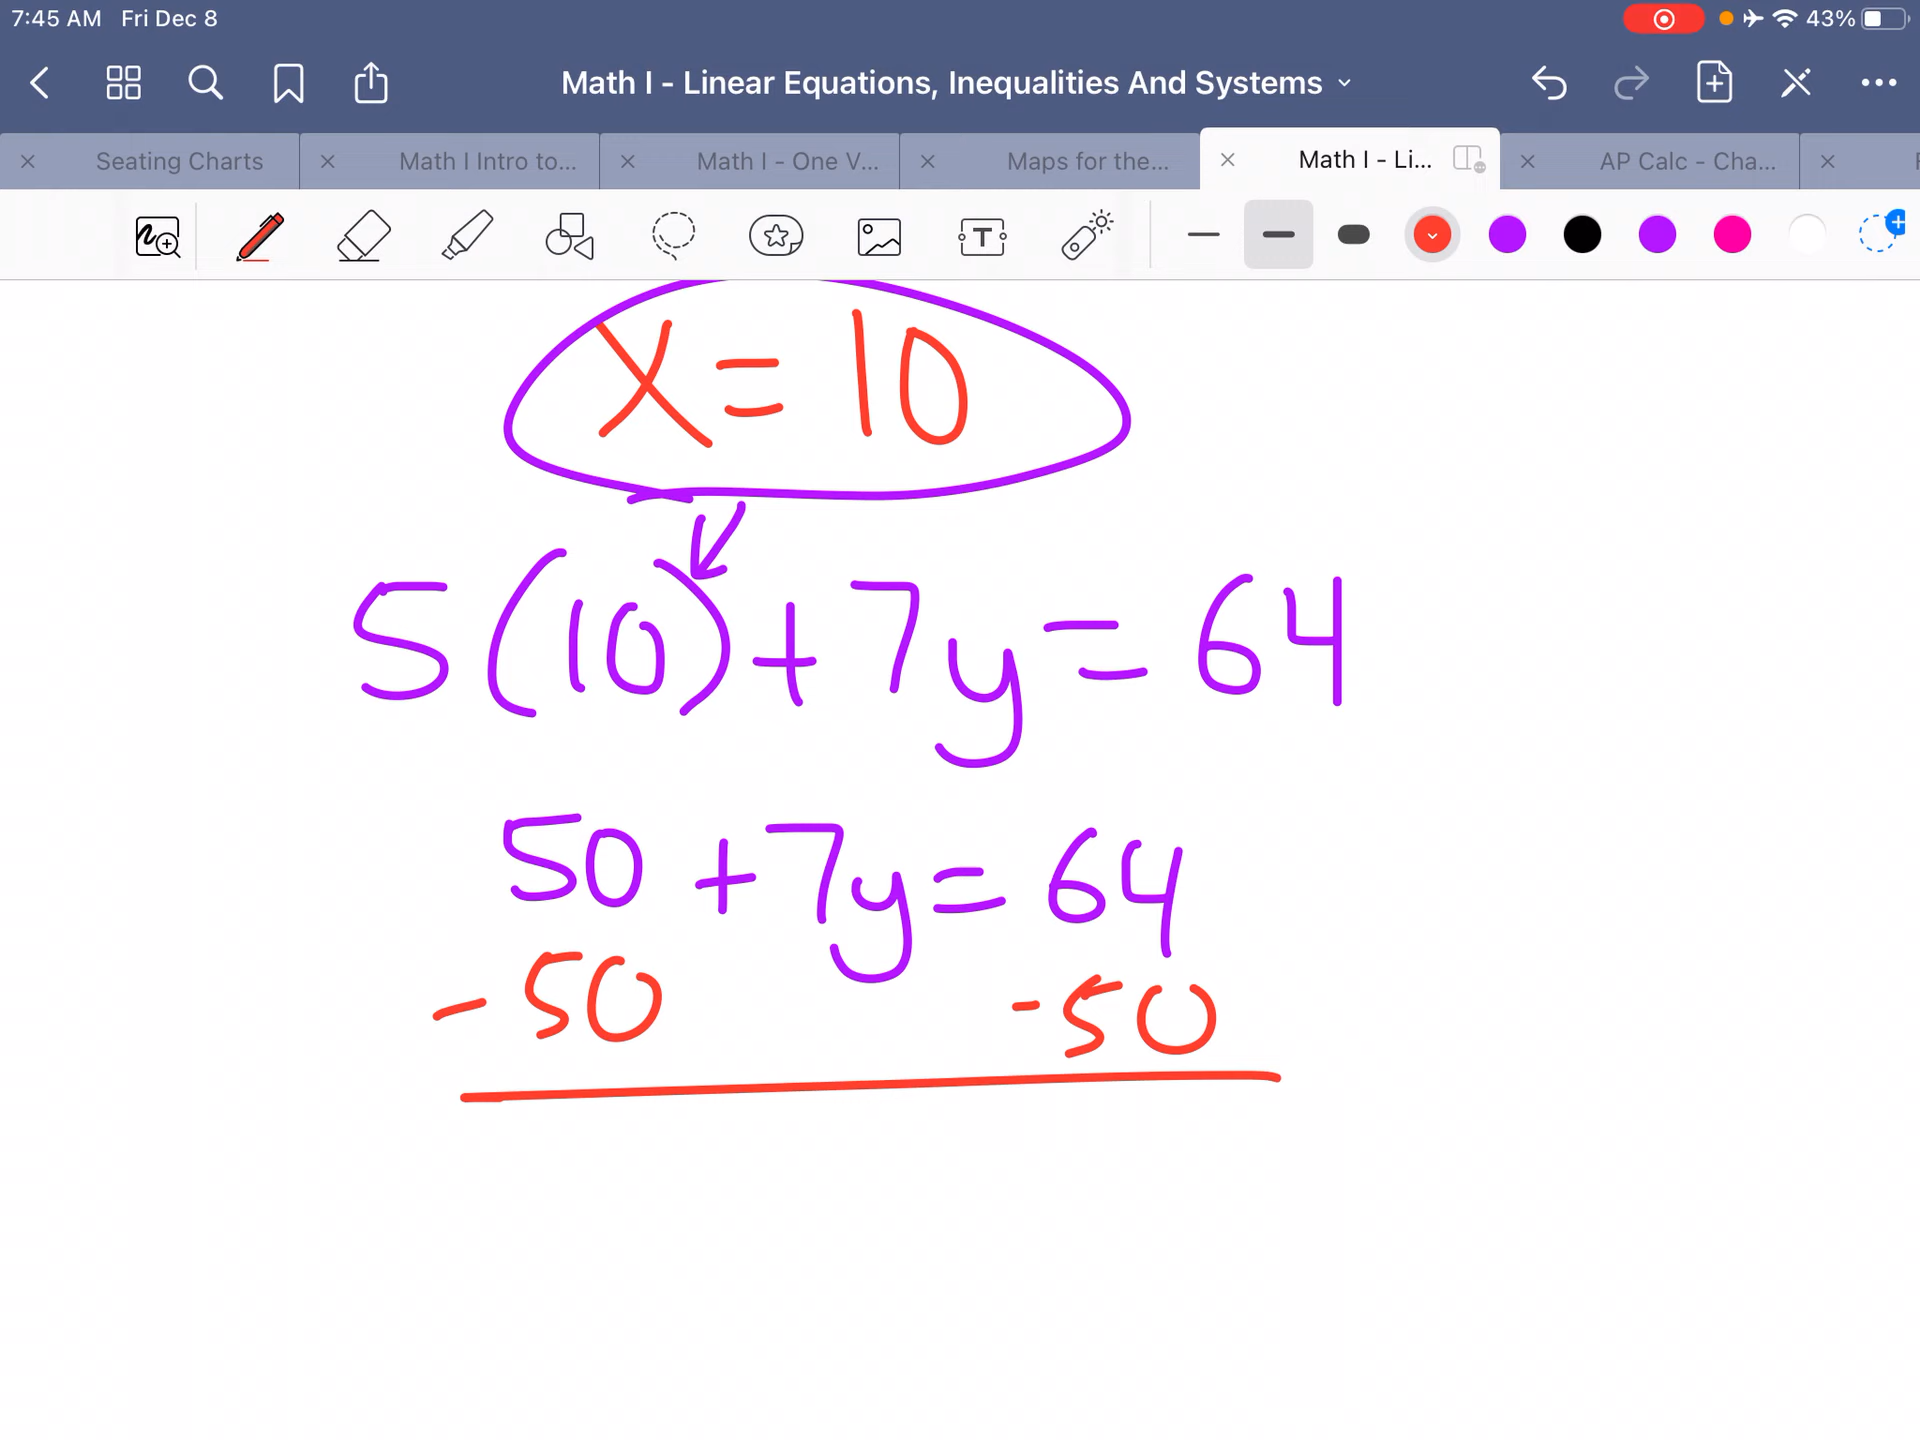 7:45 AM Fri Dec 8 43%
Math I - Linear Equations, Inequalities And Systems
Seating Charts Math I Intro to... Math I - One V... Maps for the... Math I - Li... AP Calc - Cha...
T
x = 10
5(10) + 7y = 64
50 + 7y = 64
- 50 - 50